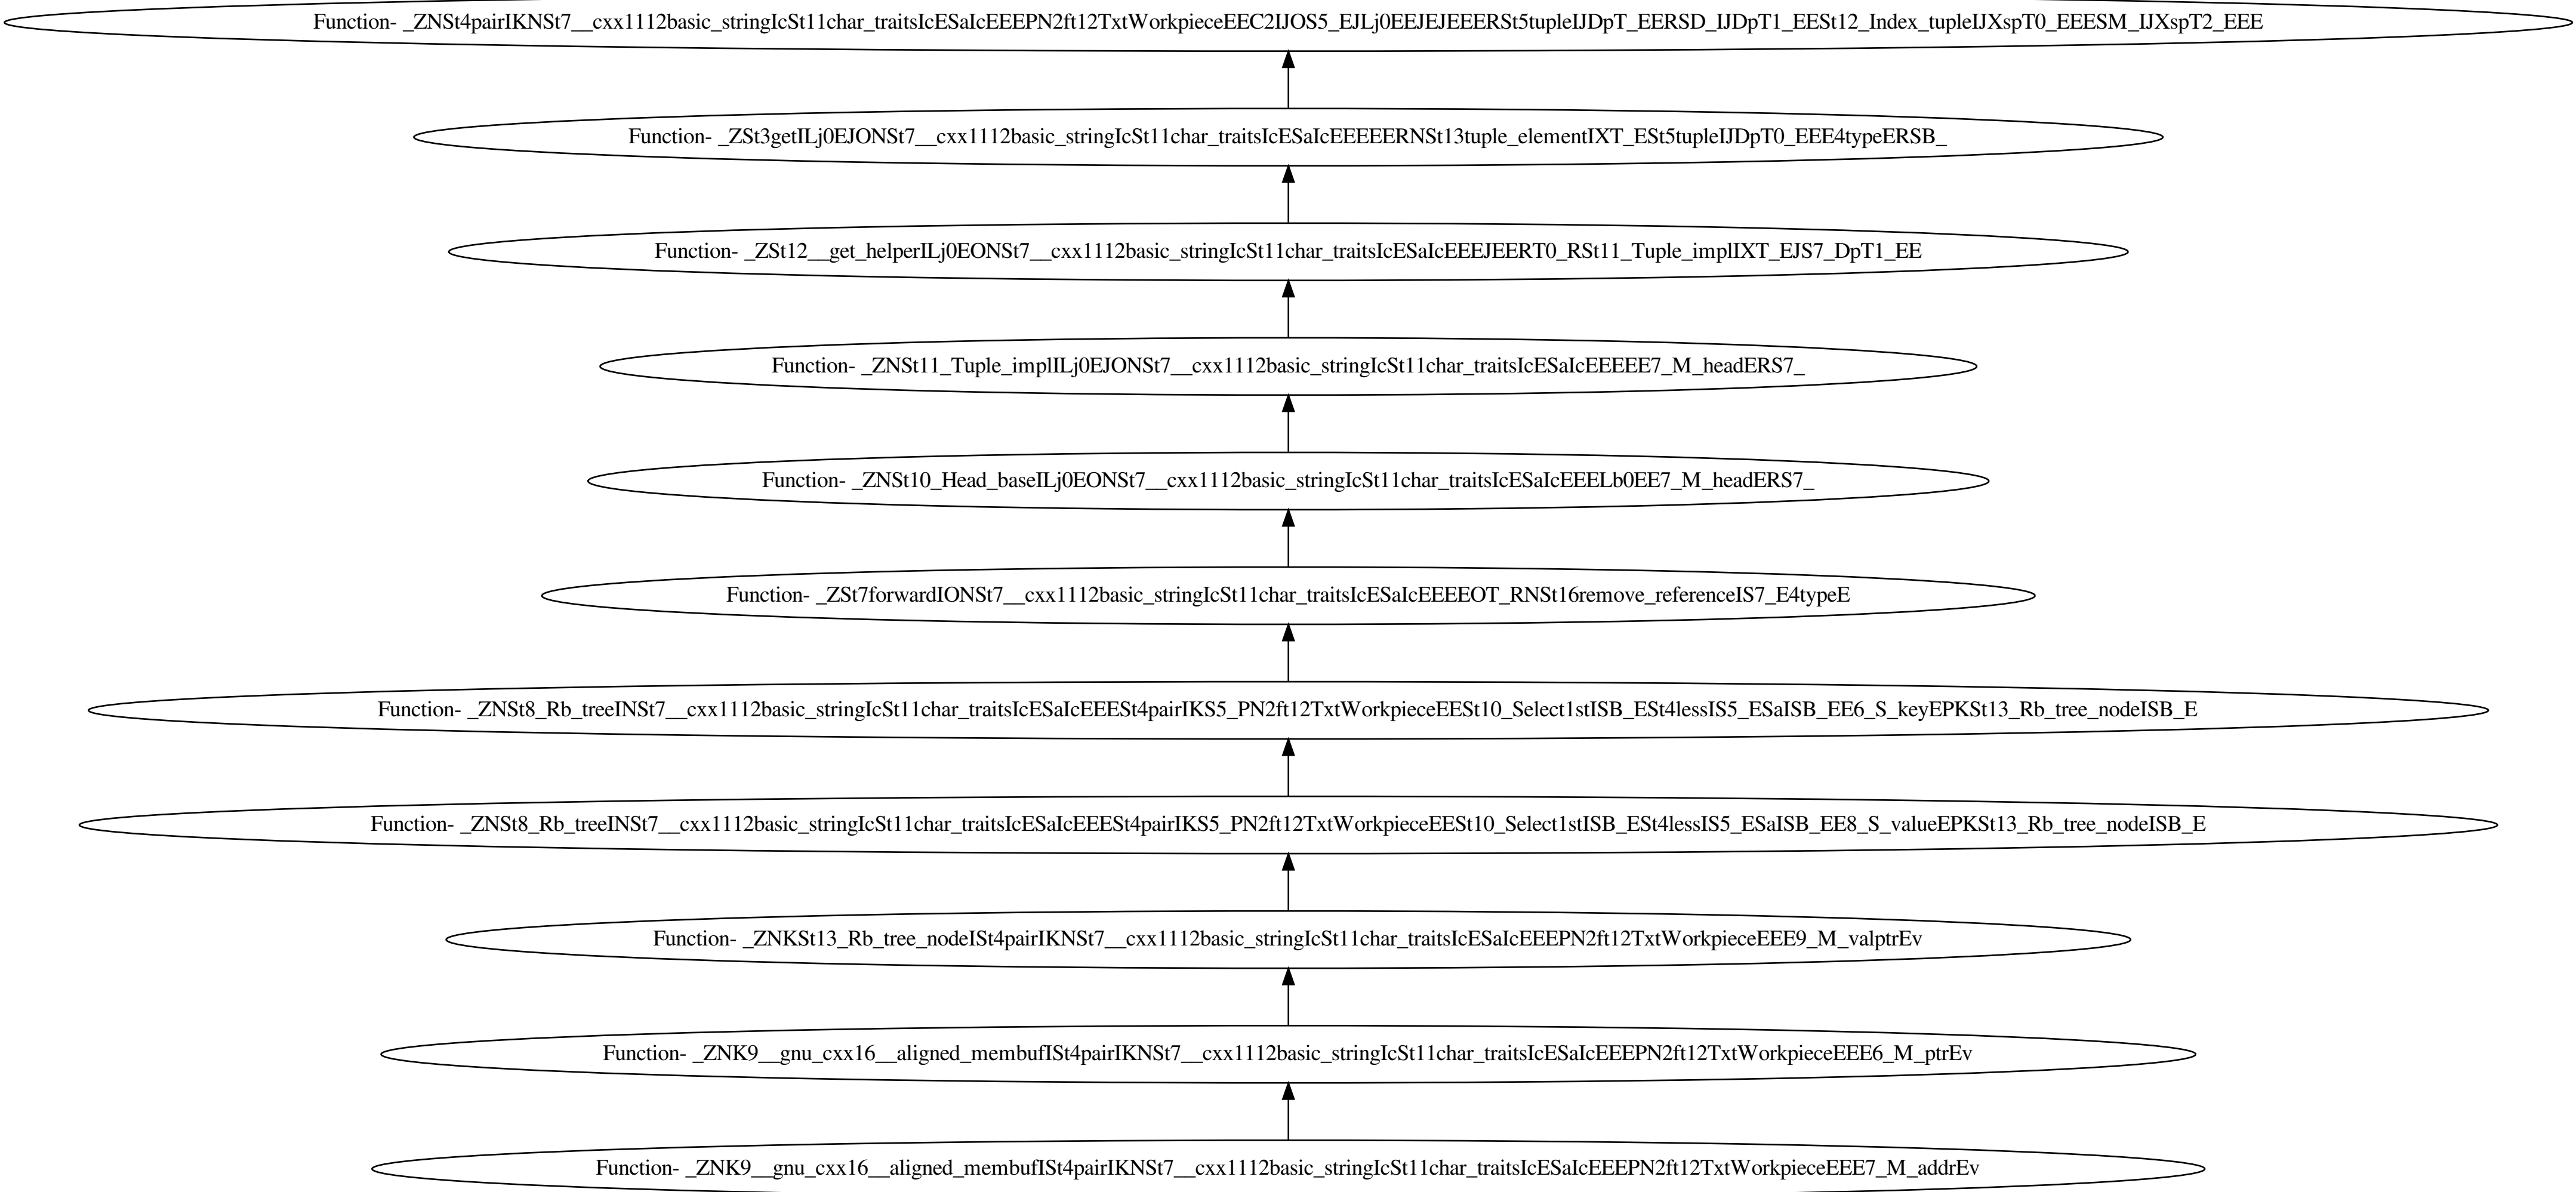 Function- _ZNSt4pairIKNSt7__cxx1112basic_stringIcSt11char_traitsIcESaIcEEEPN2ft12TxtWorkpieceEEC2IJOS5_EJLj0EEJEJEEERSt5tupleIJDpT_EERSD_IJDpT1_EESt12_Index_tupleIJXspT0_EEESM_IJXspT2_EEE
Function- _ZSt3getILj0EJONSt7__cxx1112basic_stringIcSt11char_traitsIcESaIcEEEEERNSt13tuple_elementIXT_ESt5tupleIJDpT0_EEE4typeERSB_
Function- _ZSt12__get_helperILj0EONSt7__cxx1112basic_stringIcSt11char_traitsIcESaIcEEEJEERT0_RSt11_Tuple_implIXT_EJS7_DpT1_EE
Function- _ZNSt11_Tuple_implILj0EJONSt7__cxx1112basic_stringIcSt11char_traitsIcESaIcEEEEE7_M_headERS7_
Function- _ZNSt10_Head_baseILj0EONSt7__cxx1112basic_stringIcSt11char_traitsIcESaIcEEELb0EE7_M_headERS7_
Function- _ZSt7forwardIONSt7__cxx1112basic_stringIcSt11char_traitsIcESaIcEEEEOT_RNSt16remove_referenceIS7_E4typeE
Function- _ZNSt8_Rb_treeINSt7__cxx1112basic_stringIcSt11char_traitsIcESaIcEEESt4pairIKS5_PN2ft12TxtWorkpieceEESt10_Select1stISB_ESt4lessIS5_ESaISB_EE6_S_keyEPKSt13_Rb_tree_nodeISB_E
Function- _ZNSt8_Rb_treeINSt7__cxx1112basic_stringIcSt11char_traitsIcESaIcEEESt4pairIKS5_PN2ft12TxtWorkpieceEESt10_Select1stISB_ESt4lessIS5_ESaISB_EE8_S_valueEPKSt13_Rb_tree_nodeISB_E
Function- _ZNKSt13_Rb_tree_nodeISt4pairIKNSt7__cxx1112basic_stringIcSt11char_traitsIcESaIcEEEPN2ft12TxtWorkpieceEEE9_M_valptrEv
Function- _ZNK9__gnu_cxx16__aligned_membufISt4pairIKNSt7__cxx1112basic_stringIcSt11char_traitsIcESaIcEEEPN2ft12TxtWorkpieceEEE6_M_ptrEv
Function- _ZNK9__gnu_cxx16__aligned_membufISt4pairIKNSt7__cxx1112basic_stringIcSt11char_traitsIcESaIcEEEPN2ft12TxtWorkpieceEEE7_M_addrEv